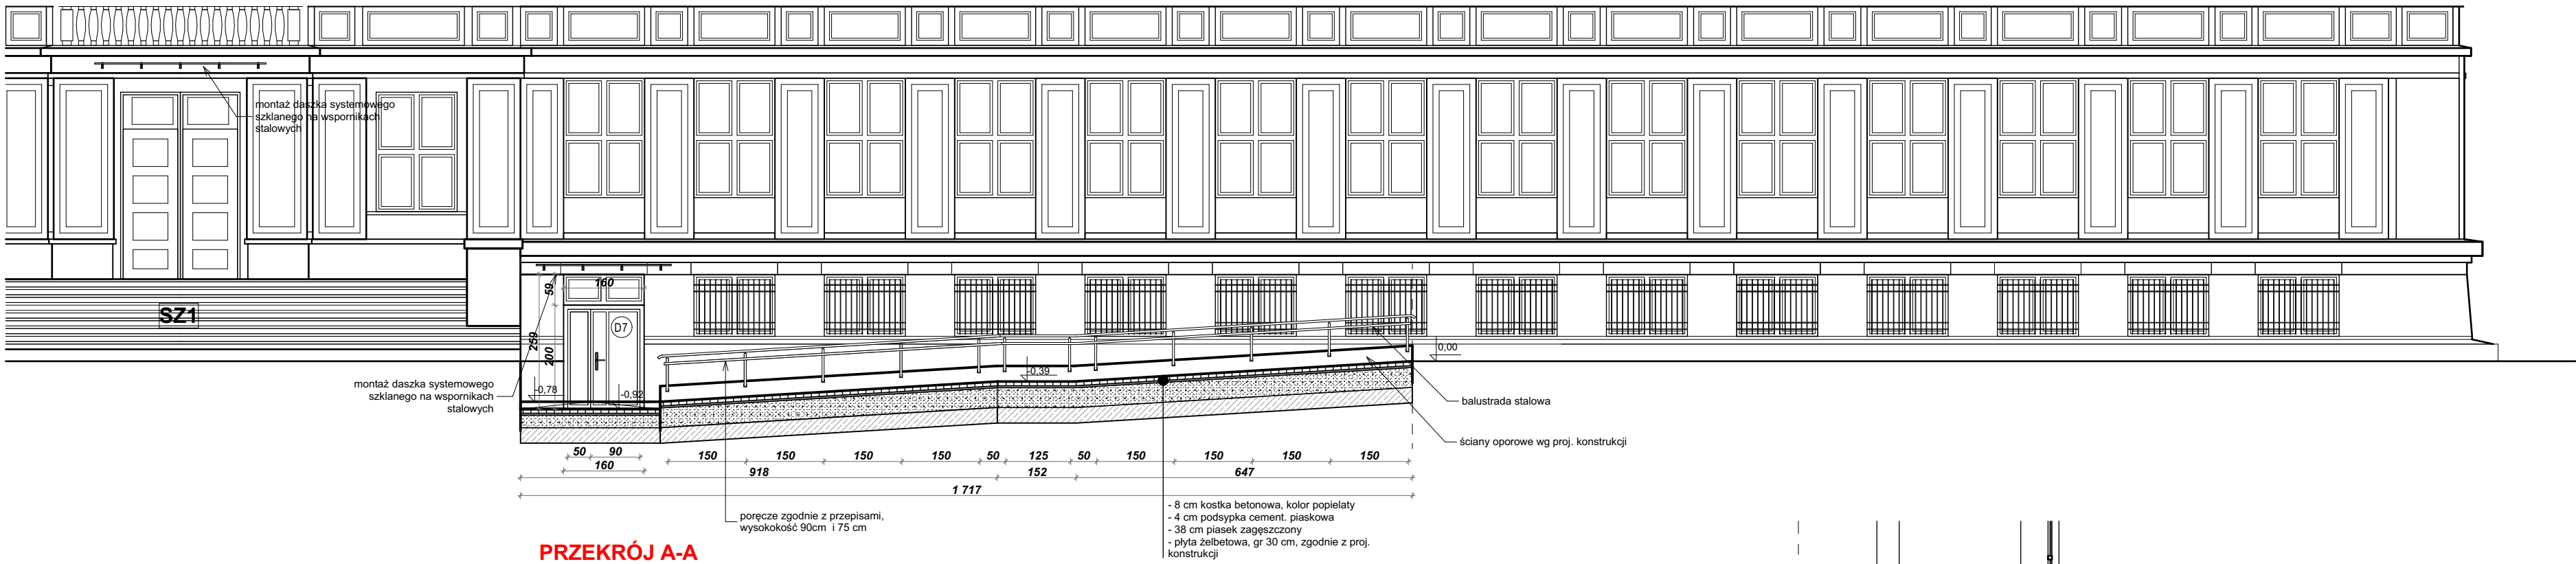 montaż daszka systemowego
szklanego na wspornikach
stalowych
SZ1
59
160
259
200
D7
-0,78
-0,92
-0,39
0,00
montaż daszka systemowego
szklanego na wspornikach
stalowych
balustrada stalowa
ściany oporowe wg proj. konstrukcji
50 90
160
150 150 150 150 50 125 50 150 150 150 150
918 152 647
1 717
poręcze zgodnie z przepisami,
wysokokość 90cm i 75 cm
- 8 cm kostka betonowa, kolor popielaty
- 4 cm podsypka cement. piaskowa
- 38 cm piasek zagęszczony
- płyta żelbetowa, gr 30 cm, zgodnie z proj.
konstrukcji
PRZEKRÓJ A-A